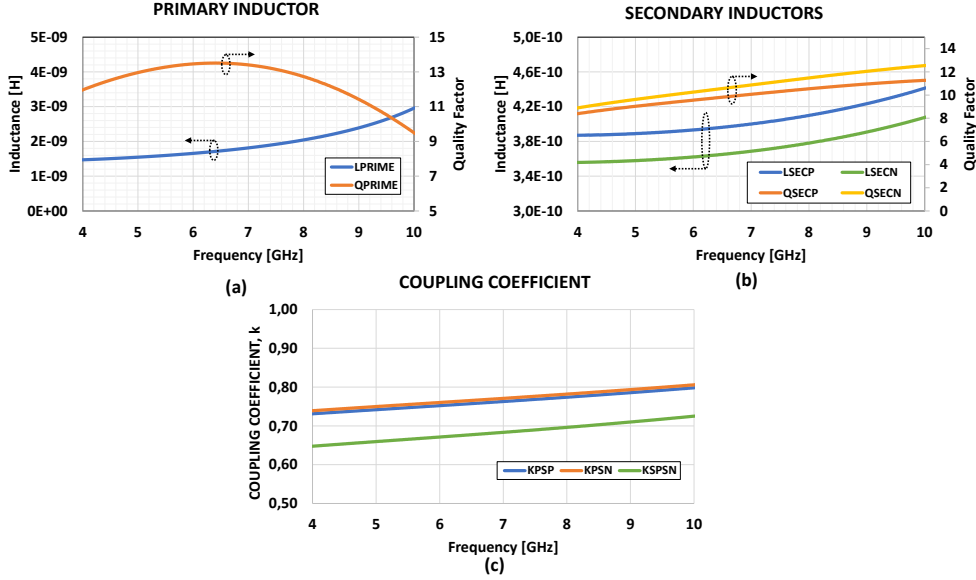 PRIMARY INDUCTOR
5E-09
4E-09
3E-09
2E-09
1E-09
0E+00
15
13
11
9
7
5
Inductance [H]
Quality Factor
LPRIME
QPRIME
4 5 6 7 8 9 10
Frequency [GHz]
(a)
SECONDARY INDUCTORS
5,0E-10
4,6E-10
4,2E-10
3,8E-10
3,4E-10
3,0E-10
14
12
10
8
6
4
2
0
Inductance [H]
Quality Factor
LSECP LSECN
QSECP QSECN
4 5 6 7 8 9 10
Frequency [GHz]
(b)
COUPLING COEFFICIENT
1,00
0,90
0,80
0,70
0,60
0,50
COUPLING COEFFICIENT, k
KPSP KPSN KSPSN
4 5 6 7 8 9 10
Frequency [GHz]
(c)